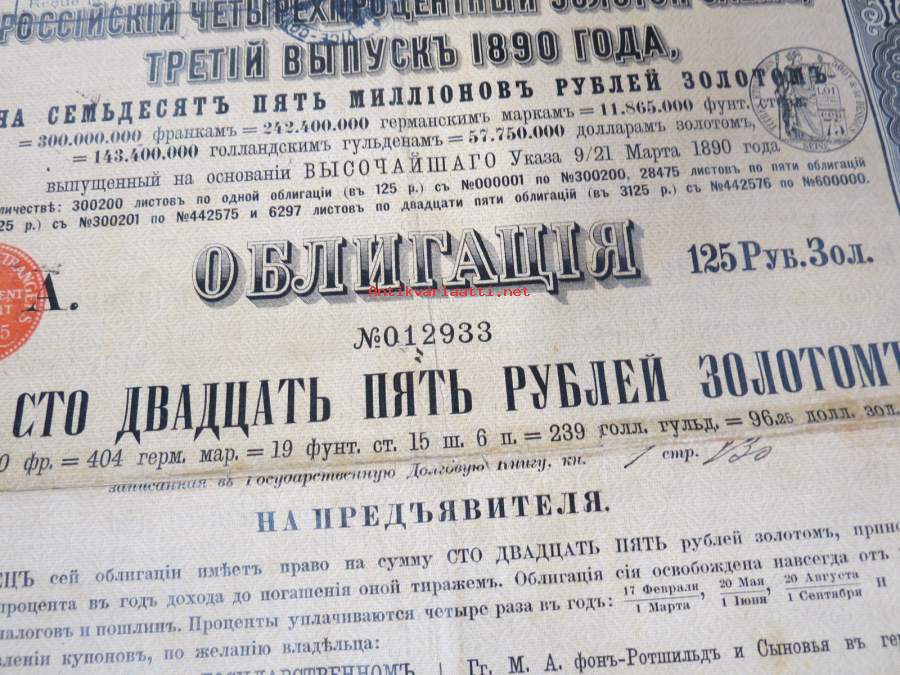 РОССІЙСКІЙ ЧЕТЫРЕХПРОЦЕНТНЫЙ ЗОЛОТОЙ ЗАЕМЪ,
ТРЕТІЙ ВЫПУСКЪ 1890 ГОДА,
НА СЕМЬДЕСЯТЪ ПЯТЬ МИЛЛІОНОВЪ РУБЛЕЙ ЗОЛОТОМЪ
= 300.000.000 франкамъ = 242.400.000 германскимъ маркамъ = 11.865.000 фунт. стерл.
= 143.400.000 голландскимъ гульденамъ = 57.750.000 долларамъ золотомъ,
выпущенный на основаніи ВЫСОЧАЙШАГО Указа 9/21 Марта 1890 года
личествѣ: 300200 листовъ по одной облигаціи (въ 125 р.) съ №000001 по №300200, 28475 листовъ по пяти облигацій
25 р.) съ №300201 по №442575 и 6297 листовъ по двадцати пяти облигацій (въ 3125 р.) съ №442576 по №600000.
А. ОБЛИГАЦІЯ 125 Руб. Зол.
Antikvariaatti.net
№012933
СТО ДВАДЦАТЬ ПЯТЬ РУБЛЕЙ ЗОЛОТОМЪ
0 фр. = 404 герм. мар. = 19 фунт. ст. 15 ш. 6 п. = 239 голл. гульд. = 96,25 долл. зол.
записанная въ Государственную Долговую Книгу, кн. 1 стр. 130
НА ПРЕДЪЯВИТЕЛЯ.
ЕЦЪ сей облигаціи имѣетъ право на сумму СТО ДВАДЦАТЬ ПЯТЬ рублей золотомъ, прино
процента въ годъ дохода до погашенія оной тиражемъ. Облигація сія освобождена навсегда отъ
налоговъ и пошлинъ. Проценты уплачиваются четыре раза въ годъ: 17 Февраля/1 Марта, 20 Мая/1 Іюня, 20 Августа/1 Сентября и
вленіи купоновъ, по желанію владѣльца:
ГОСУДАРСТВЕННОМЪ Гг. М. А. фонъ-Ротшильдъ и Сыновья въ